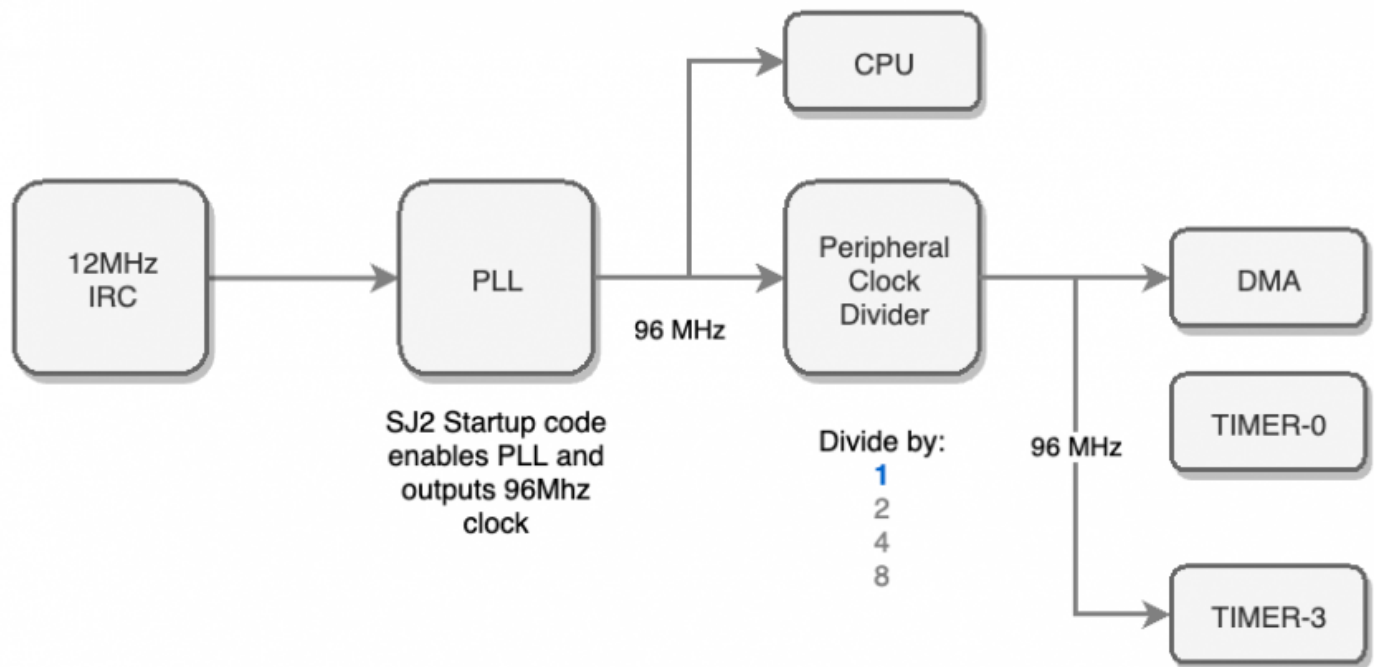 CPU
12MHz
IRC
PLL
96 MHz
Peripheral
Clock
Divider
DMA
SJ2 Startup code
enables PLL and
outputs 96Mhz
clock
Divide by:
1
2
4
8
96 MHz
TIMER-0
TIMER-3